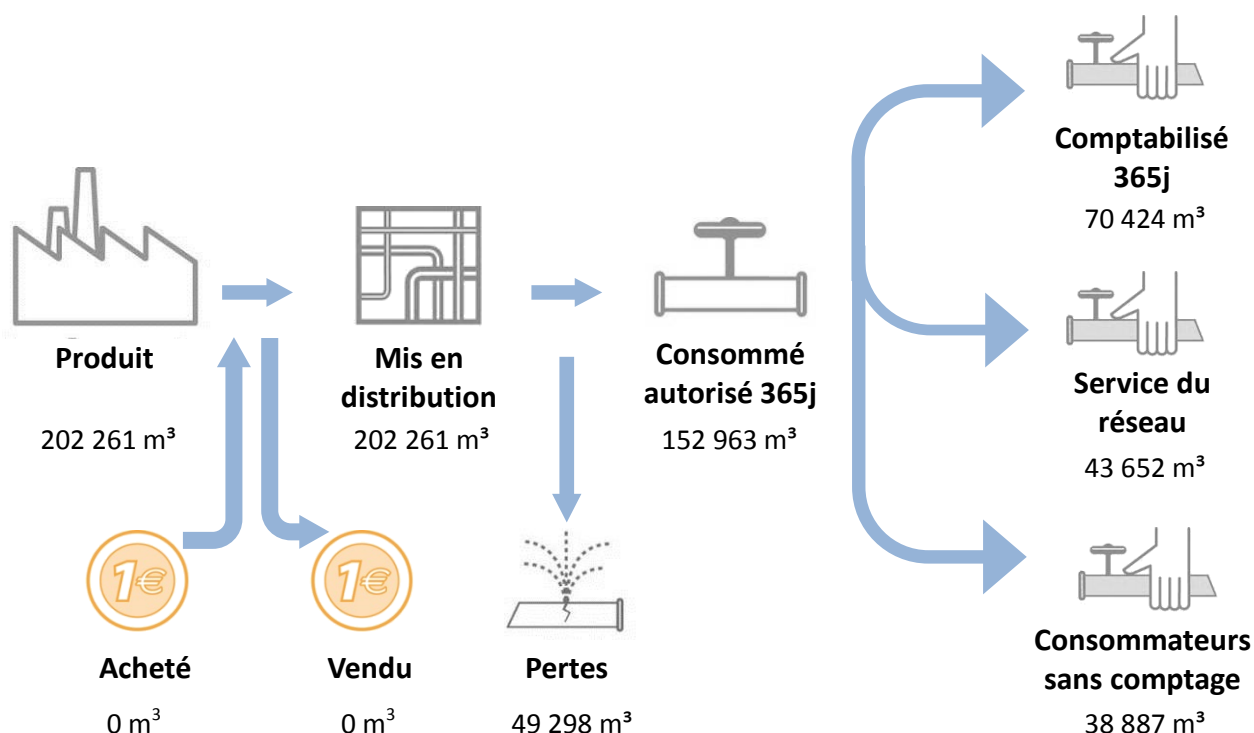 Comptabilisé
365j
70 424 m³
Produit
202 261 m³
Mis en
distribution
202 261 m³
Consommé
autorisé 365j
152 963 m³
Service du
réseau
43 652 m³
1€
Acheté
0 m³
1€
Vendu
0 m³
Pertes
49 298 m³
Consommateurs
sans comptage
38 887 m³